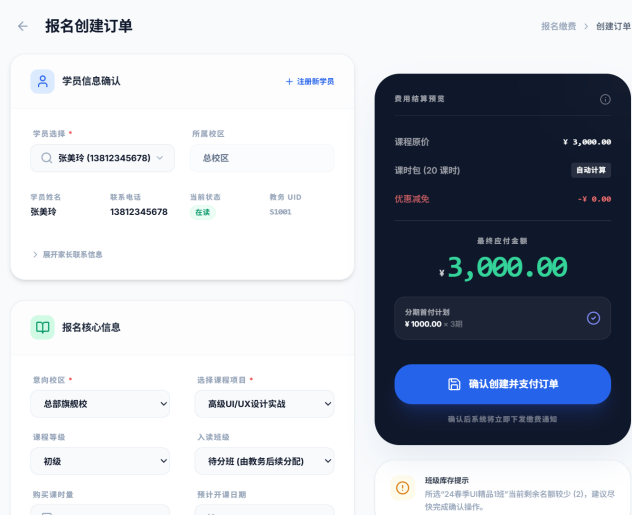 报名创建订单
报名缴费 > 创建订单
学员信息确认
+ 注册新学员
学员选择 *
所属校区
张美玲 (13812345678)
总校区
学员姓名
联系电话
当前状态
教务 UID
张美玲
13812345678
在读
S1001
> 展开家长联系信息
报名核心信息
意向校区 *
选择课程项目 *
总部旗舰校
高级UI/UX设计实战
课程等级
入读班级
初级
待分班 (由教务后续分配)
购买课时量
预计开课日期
费用结算预览
课程原价
¥ 3,000.00
课时包 (20 课时)
自动计算
优惠减免
-¥ 0.00
最终应付金额
¥ 3,000.00
分期首付计划
¥ 1000.00 × 3期
确认创建并支付订单
确认后系统将立即下发缴费通知
班级库存提示
所选"24春季UI精品1班"当前剩余名额较少 (2)，建议尽
快完成确认操作。